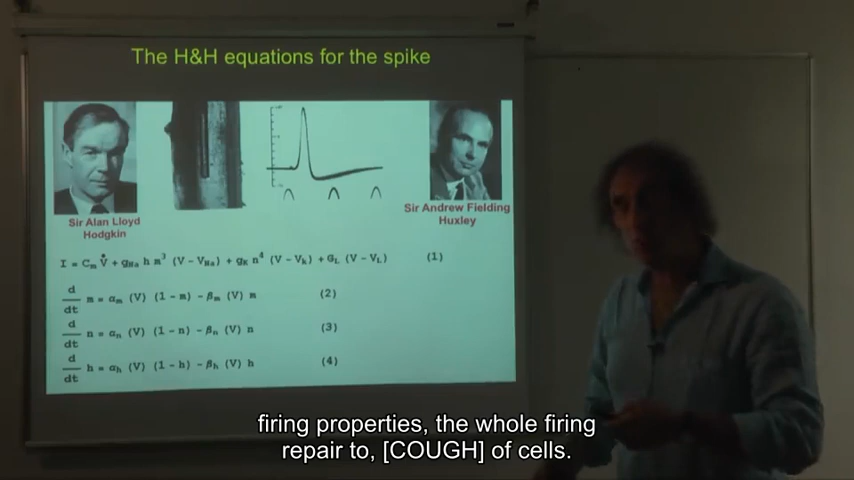 The H&H equations for the spike
Sir Alan Lloyd
Hodgkin
Sir Andrew Fielding
Huxley
I = Cm V̇ + gNa h m³ (V - VNa) + gK n⁴ (V - Vk) + GL (V - VL) (1)
d/dt m = αm (V) (1 - m) - βm (V) m (2)
d/dt n = αn (V) (1 - n) - βn (V) n (3)
d/dt h = αh (V) (1 - h) - βh (V) h (4)
firing properties, the whole firing
repair to, [COUGH] of cells.